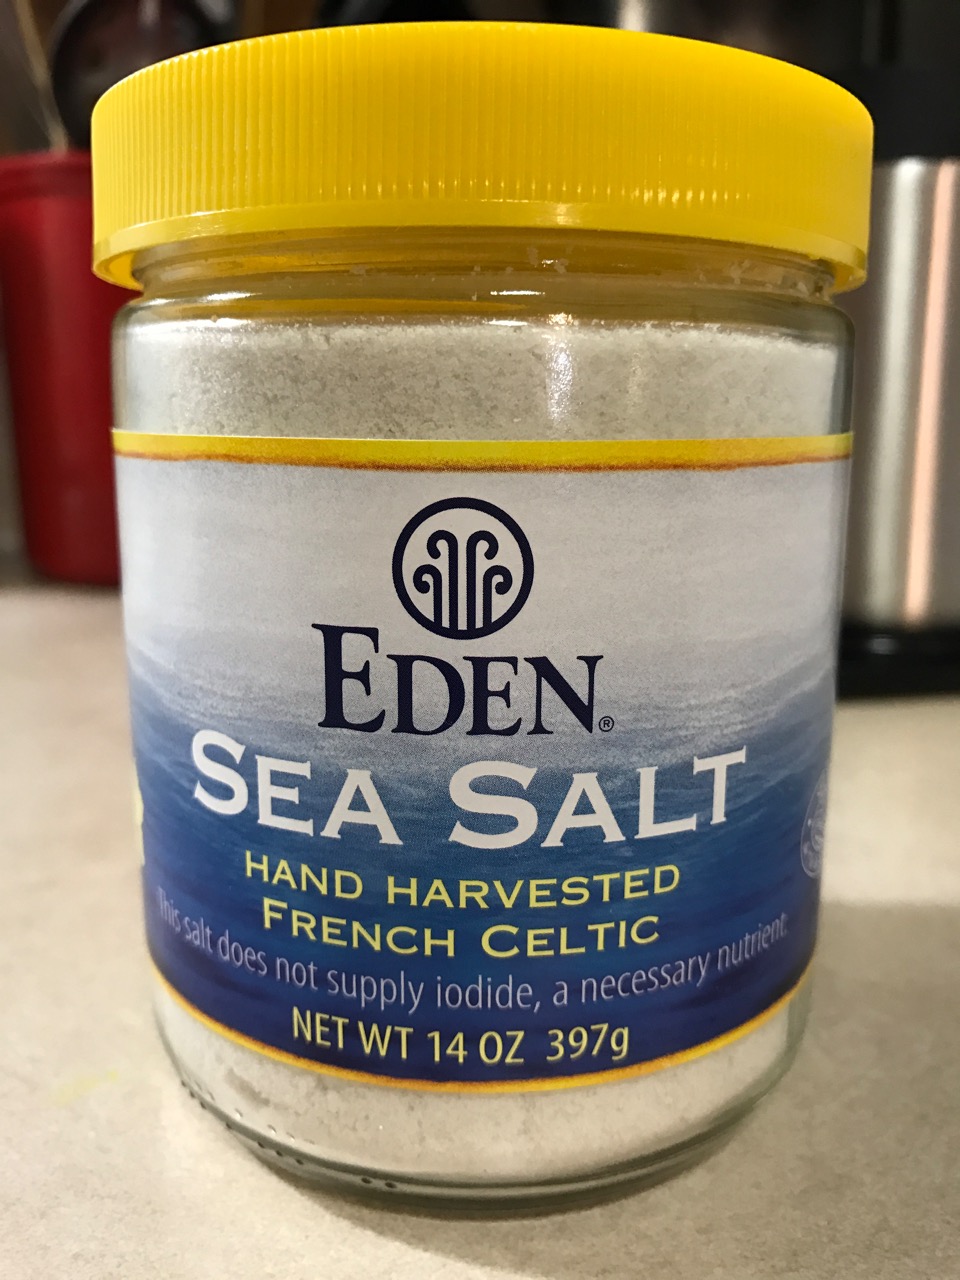 EDEN®
SEA SALT
HAND HARVESTED
FRENCH CELTIC
This salt does not supply iodide, a necessary nutrient.
NET WT 14 OZ 397g